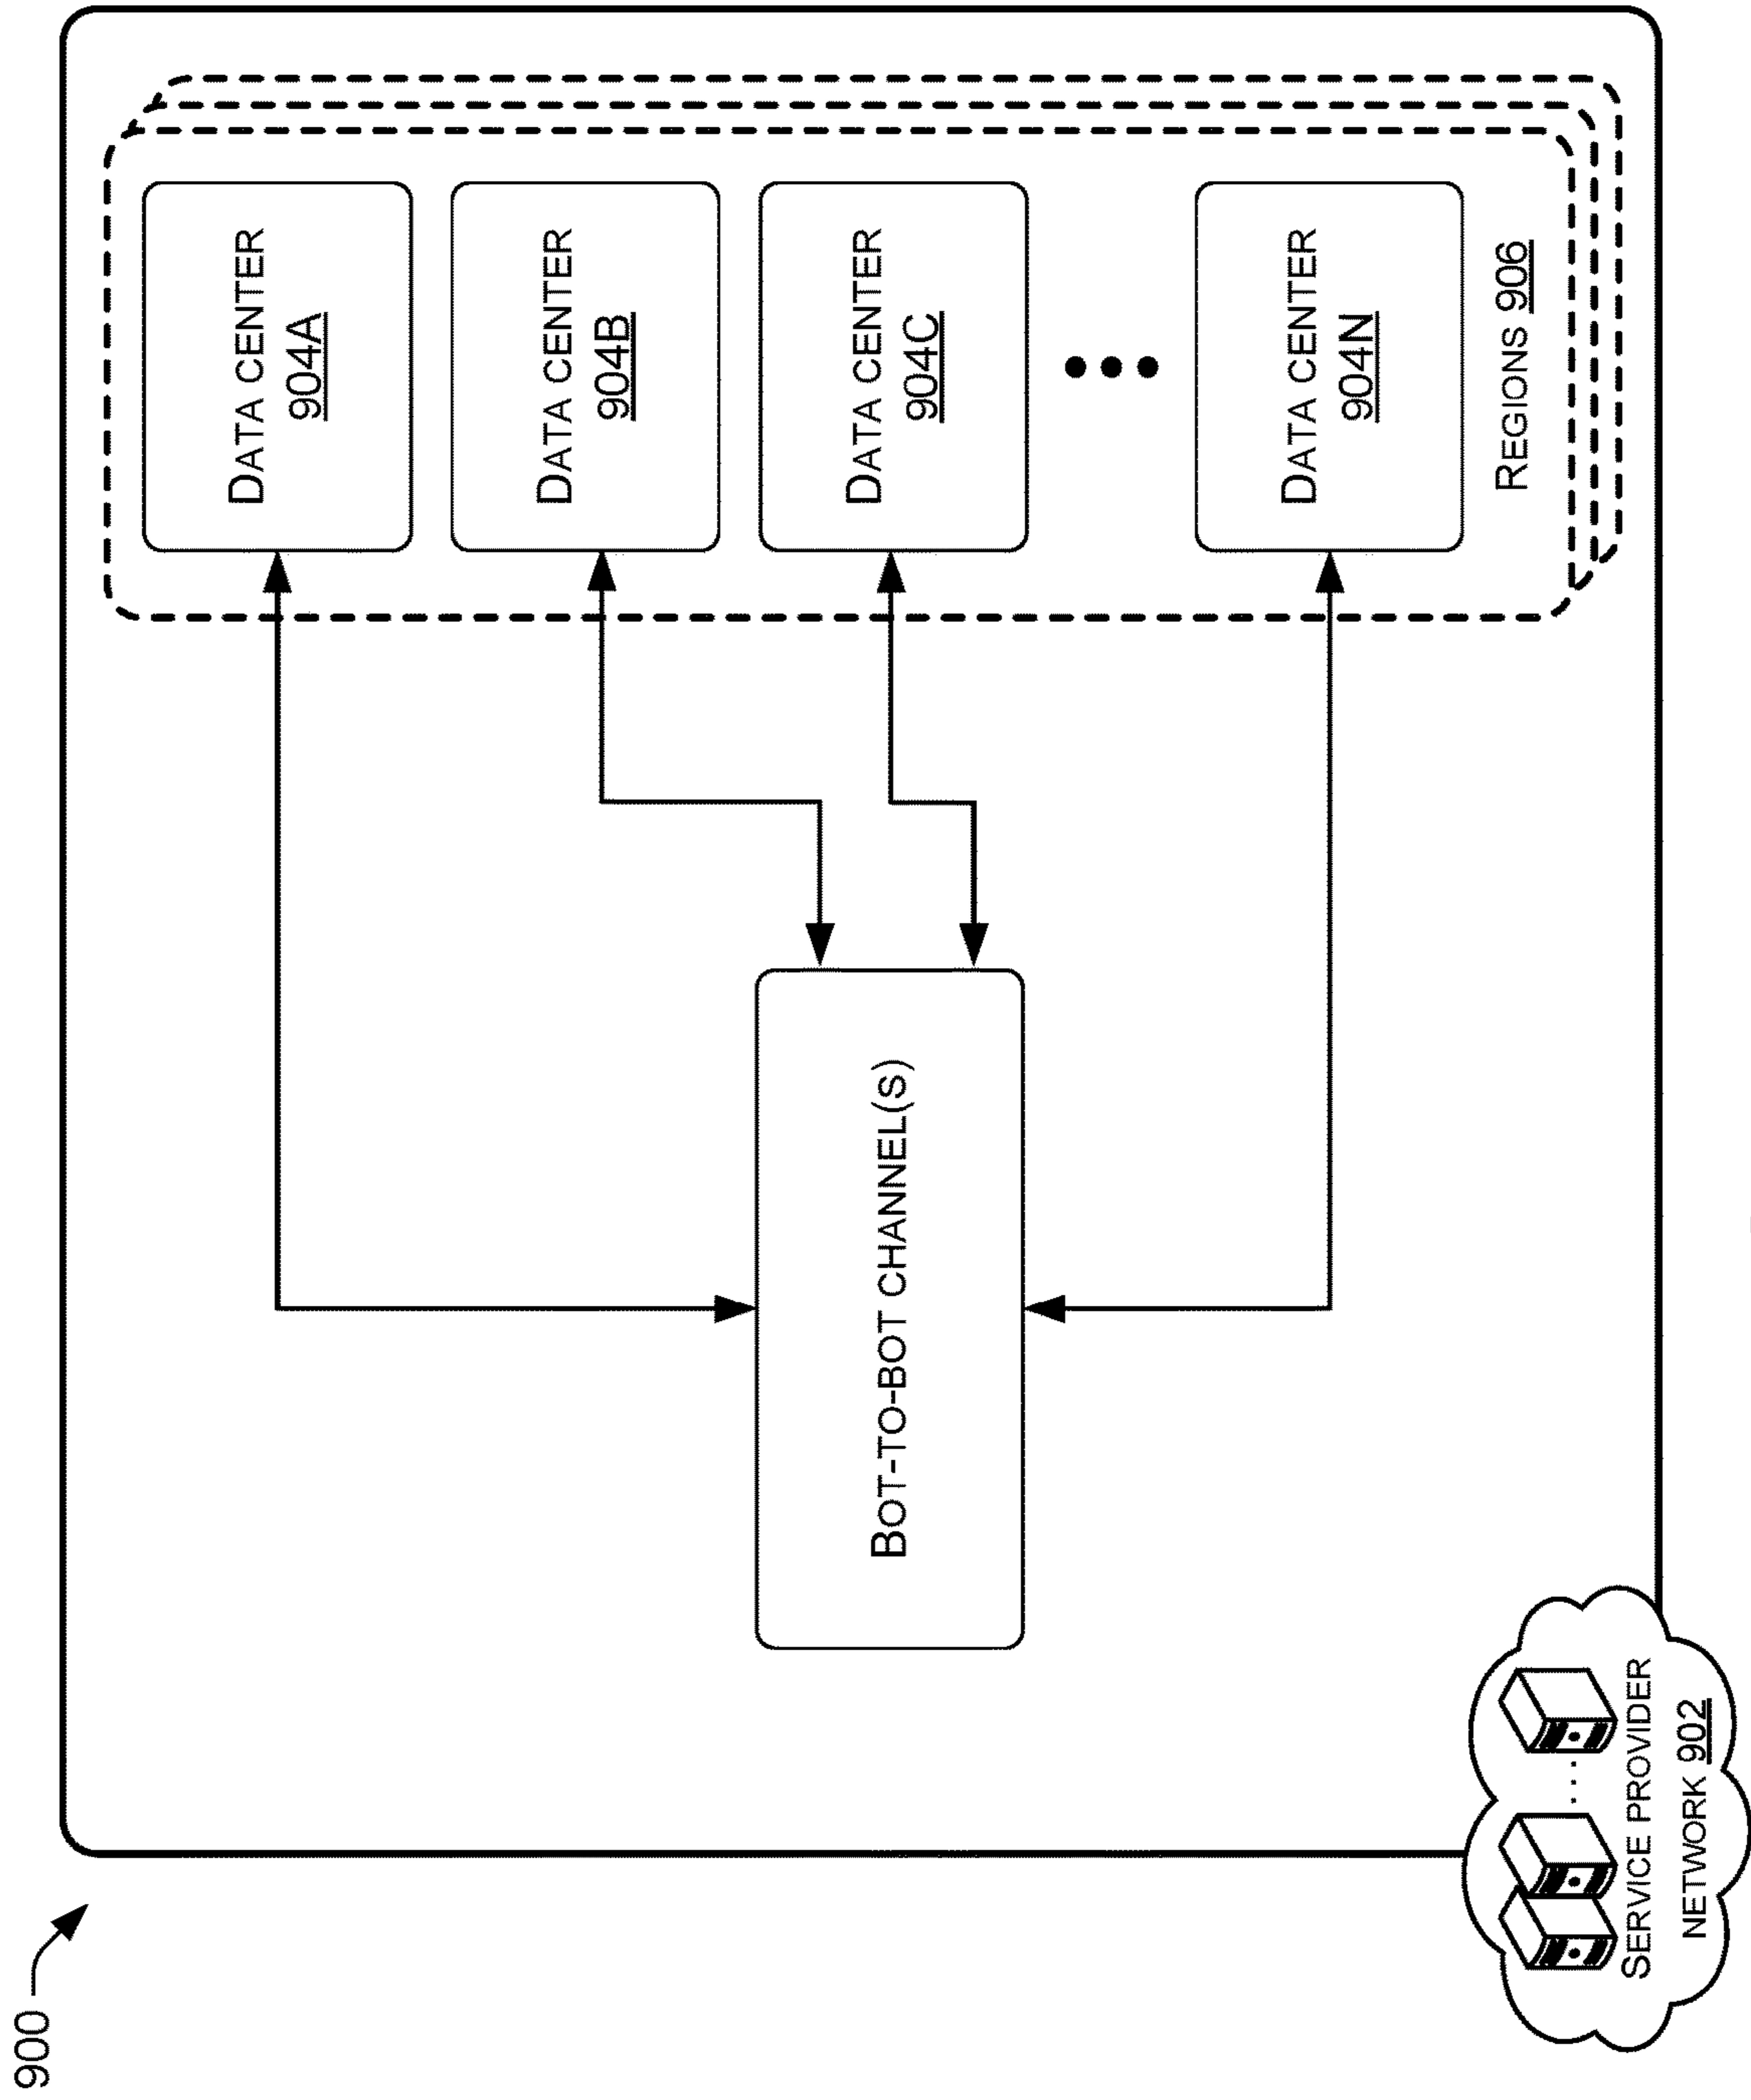 900
DATA CENTER
904A
DATA CENTER
904B
DATA CENTER
904C
DATA CENTER
904N
REGIONS 906
BOT-TO-BOT CHANNEL(S)
SERVICE PROVIDER
NETWORK 902